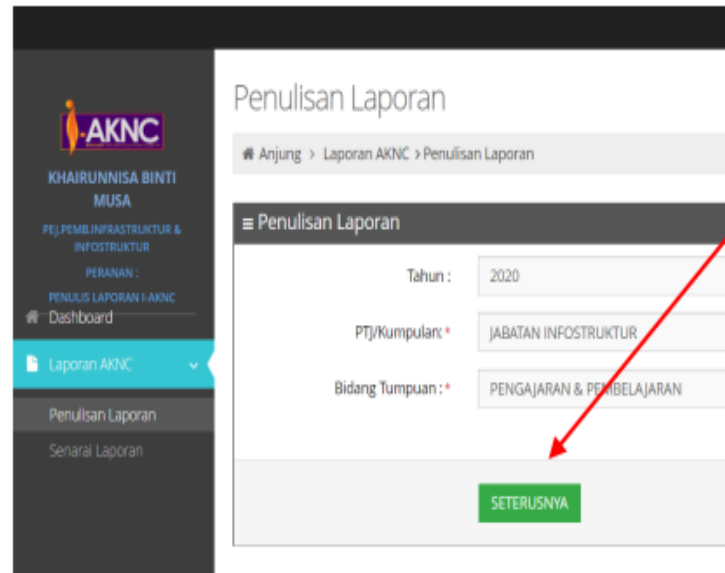 i-AKNC
KHAIRUNNISA BINTI
MUSA
PEJ.PEMB.INFRASTRUKTUR &
INFOSTRUKTUR
PERANAN :
PENULIS LAPORAN I-AKNC
Dashboard
Laporan AKNC
Penulisan Laporan
Senarai Laporan
Penulisan Laporan
Anjung > Laporan AKNC > Penulisan Laporan
≡ Penulisan Laporan
Tahun : 2020
PTJ/Kumpulan: * JABATAN INFOSTRUKTUR
Bidang Tumpuan : * PENGAJARAN & PEMBELAJARAN
SETERUSNYA